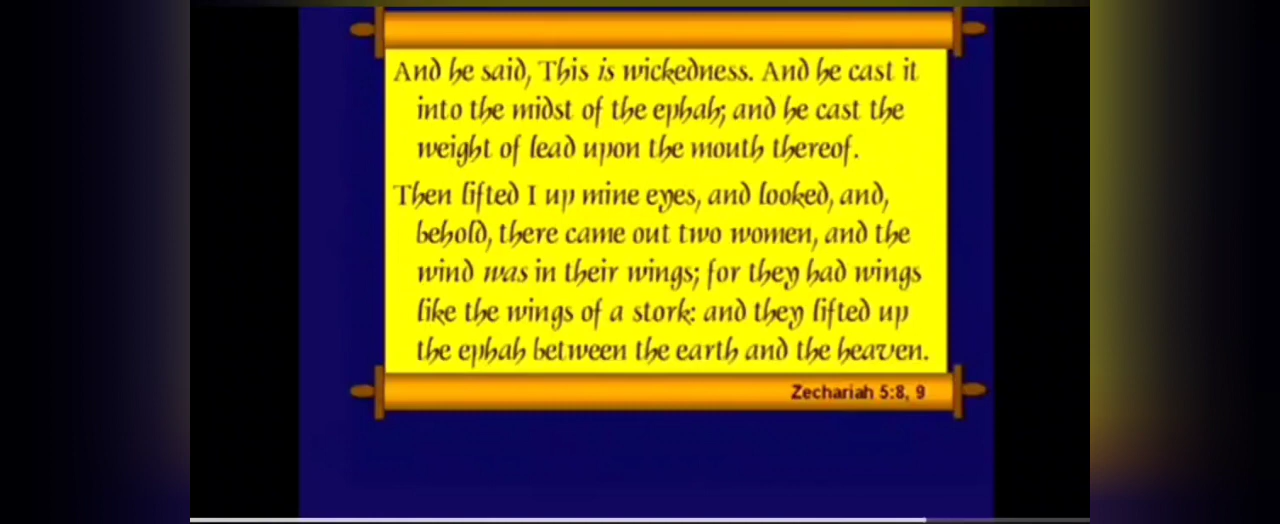 And he said, This is wickedness. And he cast it
into the midst of the ephah; and he cast the
weight of lead upon the mouth thereof.
Then lifted I up mine eyes, and looked, and,
behold, there came out two women, and the
wind was in their wings; for they had wings
like the wings of a stork: and they lifted up
the ephah between the earth and the heaven.
Zechariah 5:8, 9